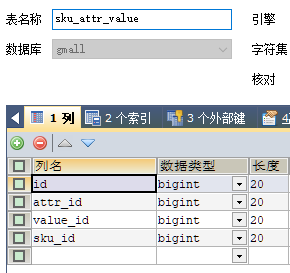 表名称 sku_attr_value 引擎
数据库 gmall 字符集
核对
1 列 2 个索引 3 个外部键
列名 数据类型 长度
id bigint 20
attr_id bigint 20
value_id bigint 20
sku_id bigint 20